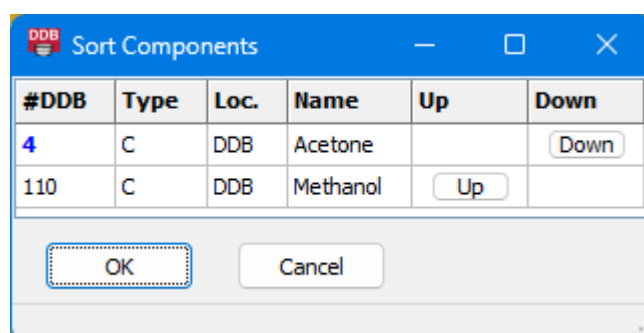 DDB Sort Components
#DDB Type Loc. Name Up Down
4 C DDB Acetone Down
110 C DDB Methanol Up
OK Cancel